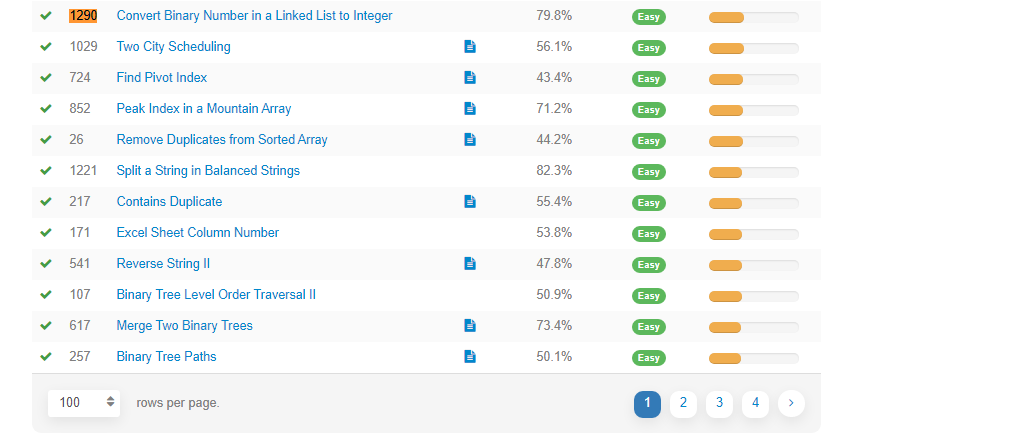 1290 Convert Binary Number in a Linked List to Integer 79.8% Easy
1029 Two City Scheduling 56.1% Easy
724 Find Pivot Index 43.4% Easy
852 Peak Index in a Mountain Array 71.2% Easy
26 Remove Duplicates from Sorted Array 44.2% Easy
1221 Split a String in Balanced Strings 82.3% Easy
217 Contains Duplicate 55.4% Easy
171 Excel Sheet Column Number 53.8% Easy
541 Reverse String II 47.8% Easy
107 Binary Tree Level Order Traversal II 50.9% Easy
617 Merge Two Binary Trees 73.4% Easy
257 Binary Tree Paths 50.1% Easy
100 rows per page. 1 2 3 4 >